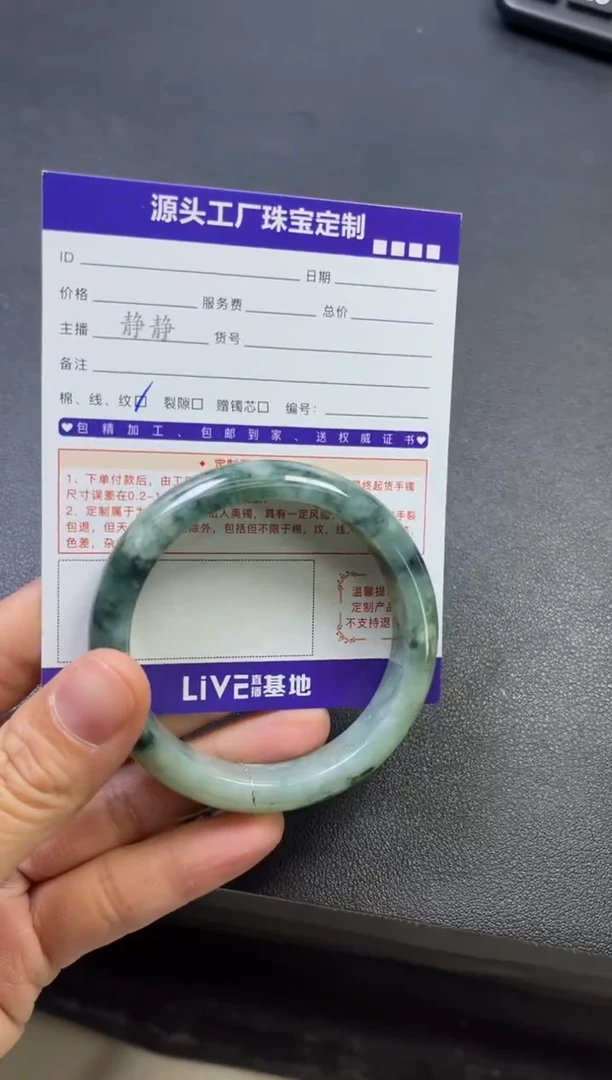 源头工厂珠宝定制
ID 日期
价格 服务费 总价
主播 静静 货号
备注
棉、线、纹 裂隙 赠镯芯 编号：
包精加工、包邮到家、送权威证书
定制
1、下单付款后，由工 终起货手镯
尺寸误差在0.2-1
2、定制属于为 人美镯，具有一定风险 手裂
包退，但天 除外，包括但不限于棉，纹，线，
色差，杂
温馨提
定制产品
不支持退
LiVE直播基地